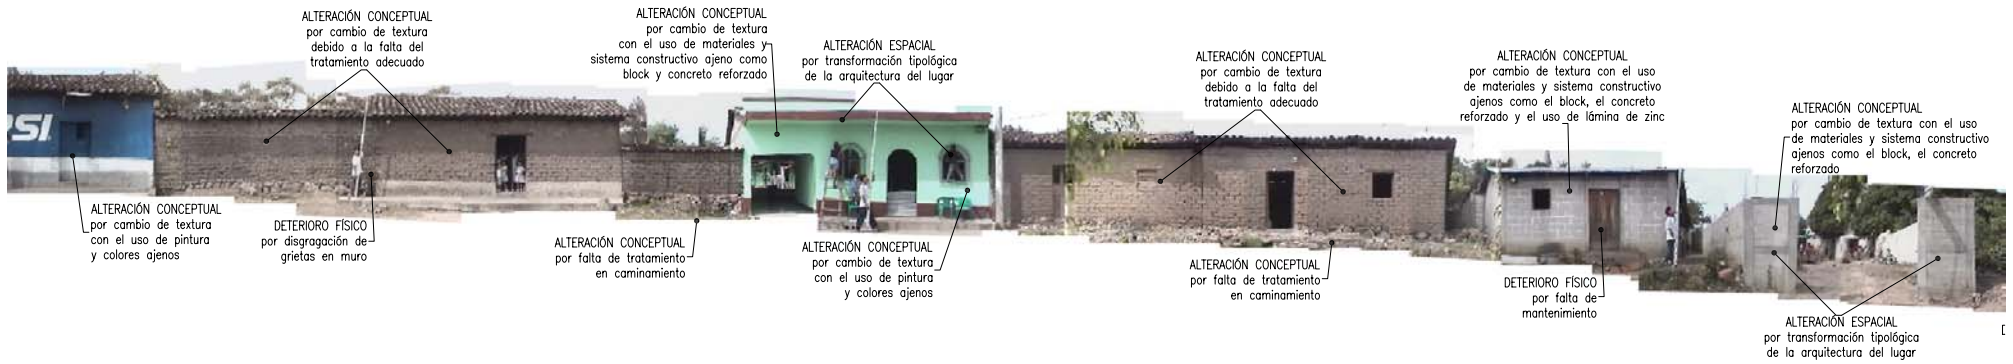 ALTERACIÓN CONCEPTUAL
por cambio de textura
debido a la falta del
tratamiento adecuado
ALTERACIÓN CONCEPTUAL
por cambio de textura
con el uso de materiales y
sistema constructivo ajeno como
block y concreto reforzado
ALTERACIÓN ESPACIAL
por transformación tipológica
de la arquitectura del lugar
ALTERACIÓN CONCEPTUAL
por cambio de textura
debido a la falta del
tratamiento adecuado
ALTERACIÓN CONCEPTUAL
por cambio de textura con el uso
de materiales y sistema constructivo
ajenos como el block, el concreto
reforzado y el uso de lámina de zinc
ALTERACIÓN CONCEPTUAL
por cambio de textura con el uso
de materiales y sistema constructivo
ajenos como el block, el concreto
reforzado
SI
ALTERACIÓN CONCEPTUAL
por cambio de textura
con el uso de pintura
y colores ajenos
DETERIORO FÍSICO
por disgragación de
grietas en muro
ALTERACIÓN CONCEPTUAL
por falta de tratamiento
en caminamiento
ALTERACIÓN CONCEPTUAL
por cambio de textura
con el uso de pintura
y colores ajenos
ALTERACIÓN CONCEPTUAL
por falta de tratamiento
en caminamiento
DETERIORO FÍSICO
por falta de
mantenimiento
ALTERACIÓN ESPACIAL
por transformación tipológica
de la arquitectura del lugar